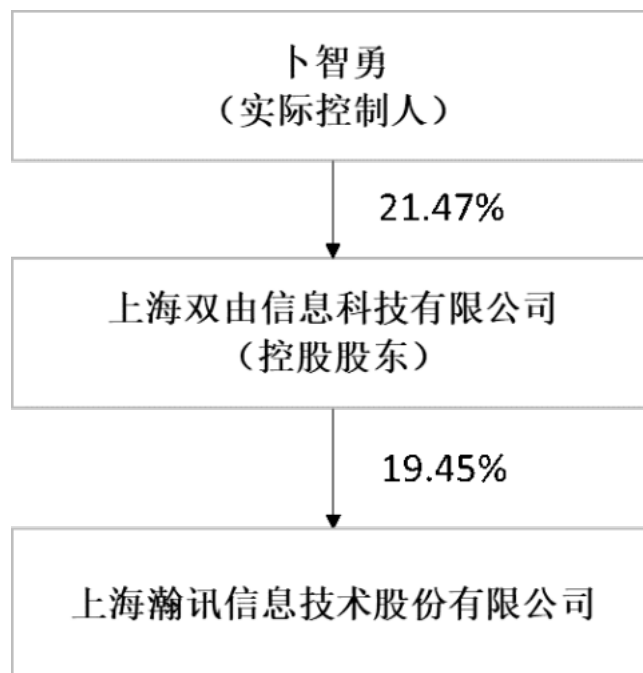 卜智勇
（实际控制人）
21.47%
上海双由信息科技有限公司
（控股股东）
19.45%
上海瀚讯信息技术股份有限公司